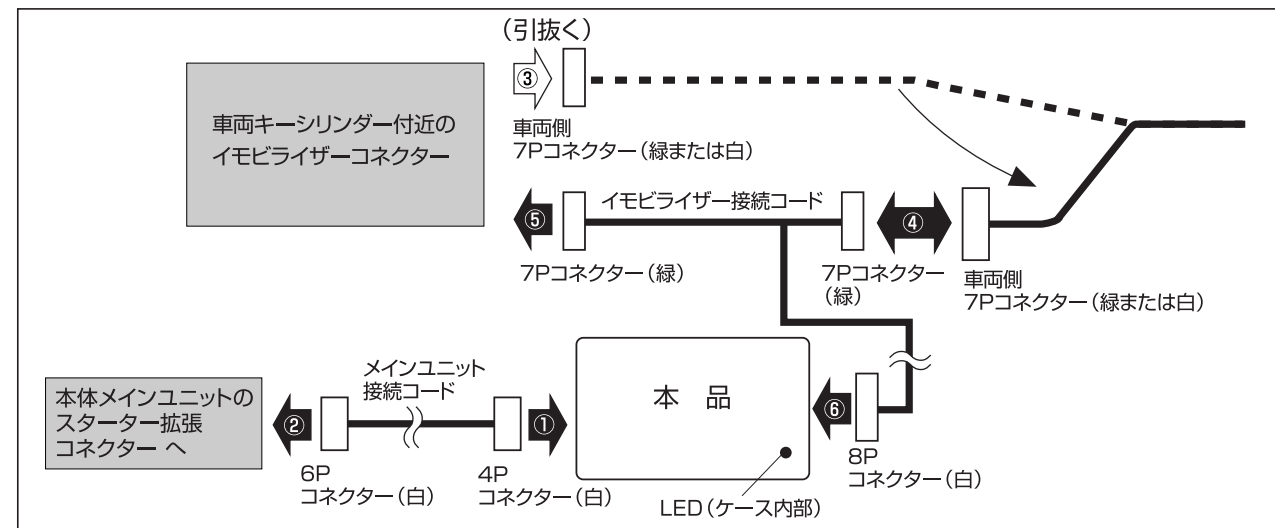 (引抜く)
③
車両側
7Pコネクター(緑または白)
車両キーシリンダー付近の
イモビライザーコネクター
イモビライザー接続コード
⑤
④
7Pコネクター(緑)
7Pコネクター
(緑)
車両側
7Pコネクター(緑または白)
本体メインユニットの
スターター拡張
コネクター へ
メインユニット
接続コード
②
①
本 品
⑥
6P
コネクター(白)
4P
コネクター(白)
LED(ケース内部)
8P
コネクター(白)